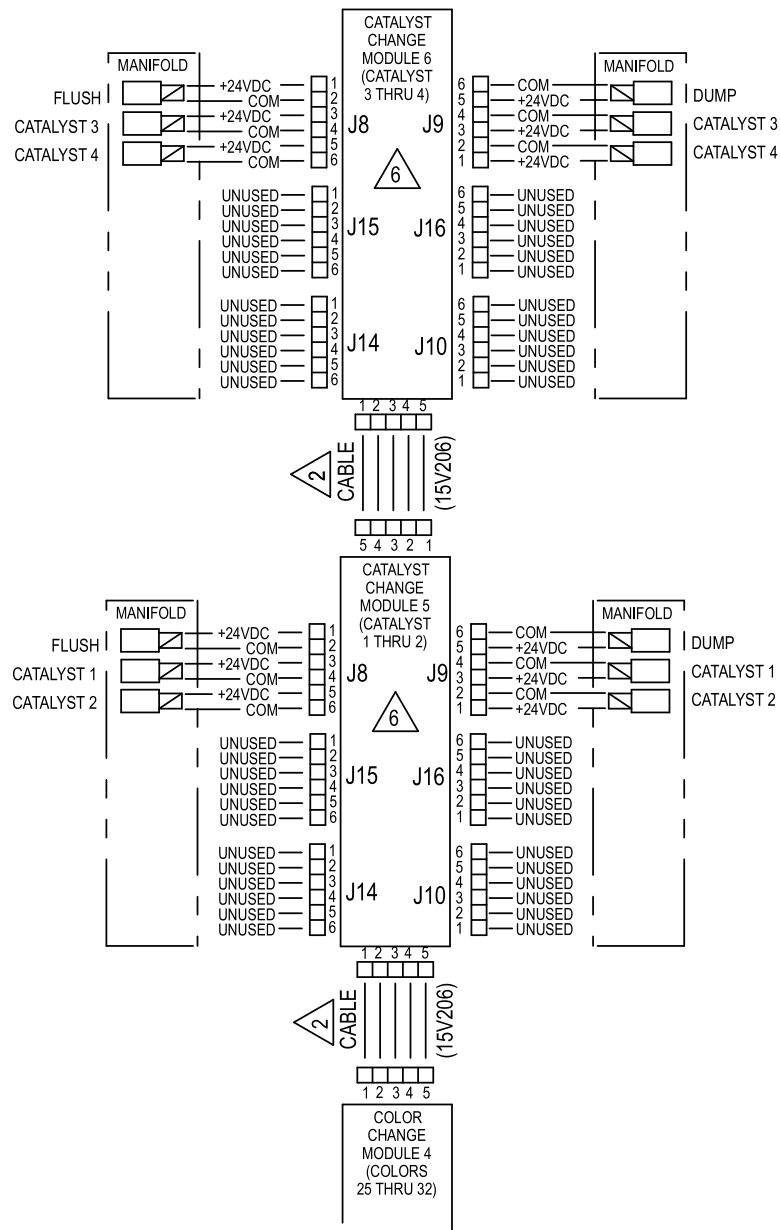 CATALYST
CHANGE
MODULE 6
(CATALYST
3 THRU 4)
MANIFOLD
MANIFOLD
FLUSH
+24VDC 1
COM 2
CATALYST 3
+24VDC 3
COM 4
CATALYST 4
+24VDC 5
COM 6
J8
J9
6 COM
5 +24VDC
DUMP
4 COM
3 +24VDC
CATALYST 3
2 COM
1 +24VDC
CATALYST 4
6
UNUSED 1
UNUSED 2
UNUSED 3
UNUSED 4
UNUSED 5
UNUSED 6
J15
J16
6 UNUSED
5 UNUSED
4 UNUSED
3 UNUSED
2 UNUSED
1 UNUSED
UNUSED 1
UNUSED 2
UNUSED 3
UNUSED 4
UNUSED 5
UNUSED 6
J14
J10
6 UNUSED
5 UNUSED
4 UNUSED
3 UNUSED
2 UNUSED
1 UNUSED
1 2 3 4 5
2
CABLE
(15V206)
5 4 3 2 1
CATALYST
CHANGE
MODULE 5
(CATALYST
1 THRU 2)
MANIFOLD
MANIFOLD
FLUSH
+24VDC 1
COM 2
CATALYST 1
+24VDC 3
COM 4
CATALYST 2
+24VDC 5
COM 6
J8
J9
6 COM
5 +24VDC
DUMP
4 COM
3 +24VDC
CATALYST 1
2 COM
1 +24VDC
CATALYST 2
6
UNUSED 1
UNUSED 2
UNUSED 3
UNUSED 4
UNUSED 5
UNUSED 6
J15
J16
6 UNUSED
5 UNUSED
4 UNUSED
3 UNUSED
2 UNUSED
1 UNUSED
UNUSED 1
UNUSED 2
UNUSED 3
UNUSED 4
UNUSED 5
UNUSED 6
J14
J10
6 UNUSED
5 UNUSED
4 UNUSED
3 UNUSED
2 UNUSED
1 UNUSED
1 2 3 4 5
2
CABLE
(15V206)
1 2 3 4 5
COLOR
CHANGE
MODULE 4
(COLORS
25 THRU 32)